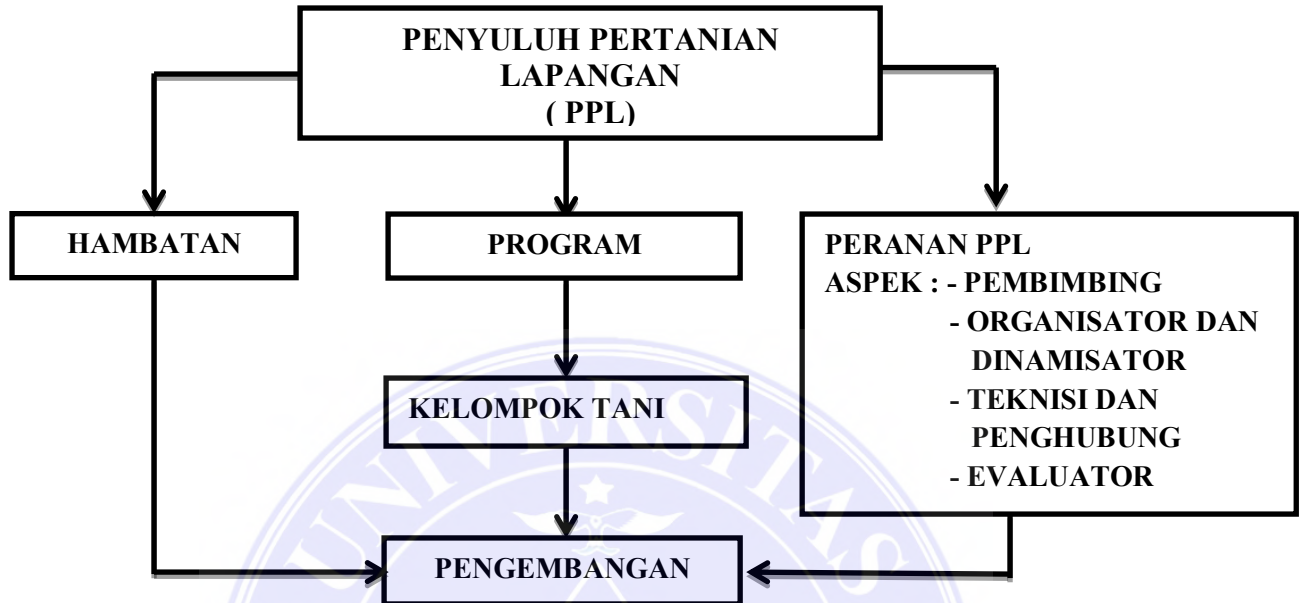 PENYULUH PERTANIAN
LAPANGAN
( PPL)
HAMBATAN
PROGRAM
PERANAN PPL
ASPEK : - PEMBIMBING
- ORGANISATOR DAN
DINAMISATOR
- TEKNISI DAN
PENGHUBUNG
- EVALUATOR
KELOMPOK TANI
UNIVERSITAS
PENGEMBANGAN